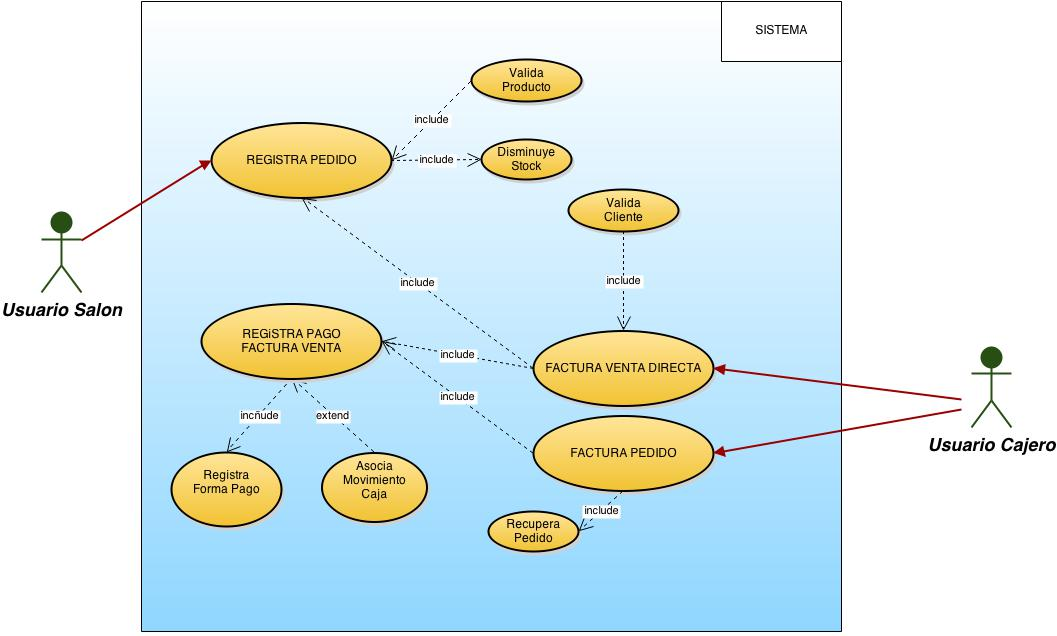 SISTEMA
Valida
Producto
include
REGISTRA PEDIDO
include
Disminuye
Stock
Valida
Cliente
include
include
Usuario Salon
REGiSTRA PAGO
FACTURA VENTA
include
FACTURA VENTA DIRECTA
include
incńude
extend
Usuario Cajero
FACTURA PEDIDO
Registra
Forma Pago
Asocia
Movimiento
Caja
include
Recupera
Pedido